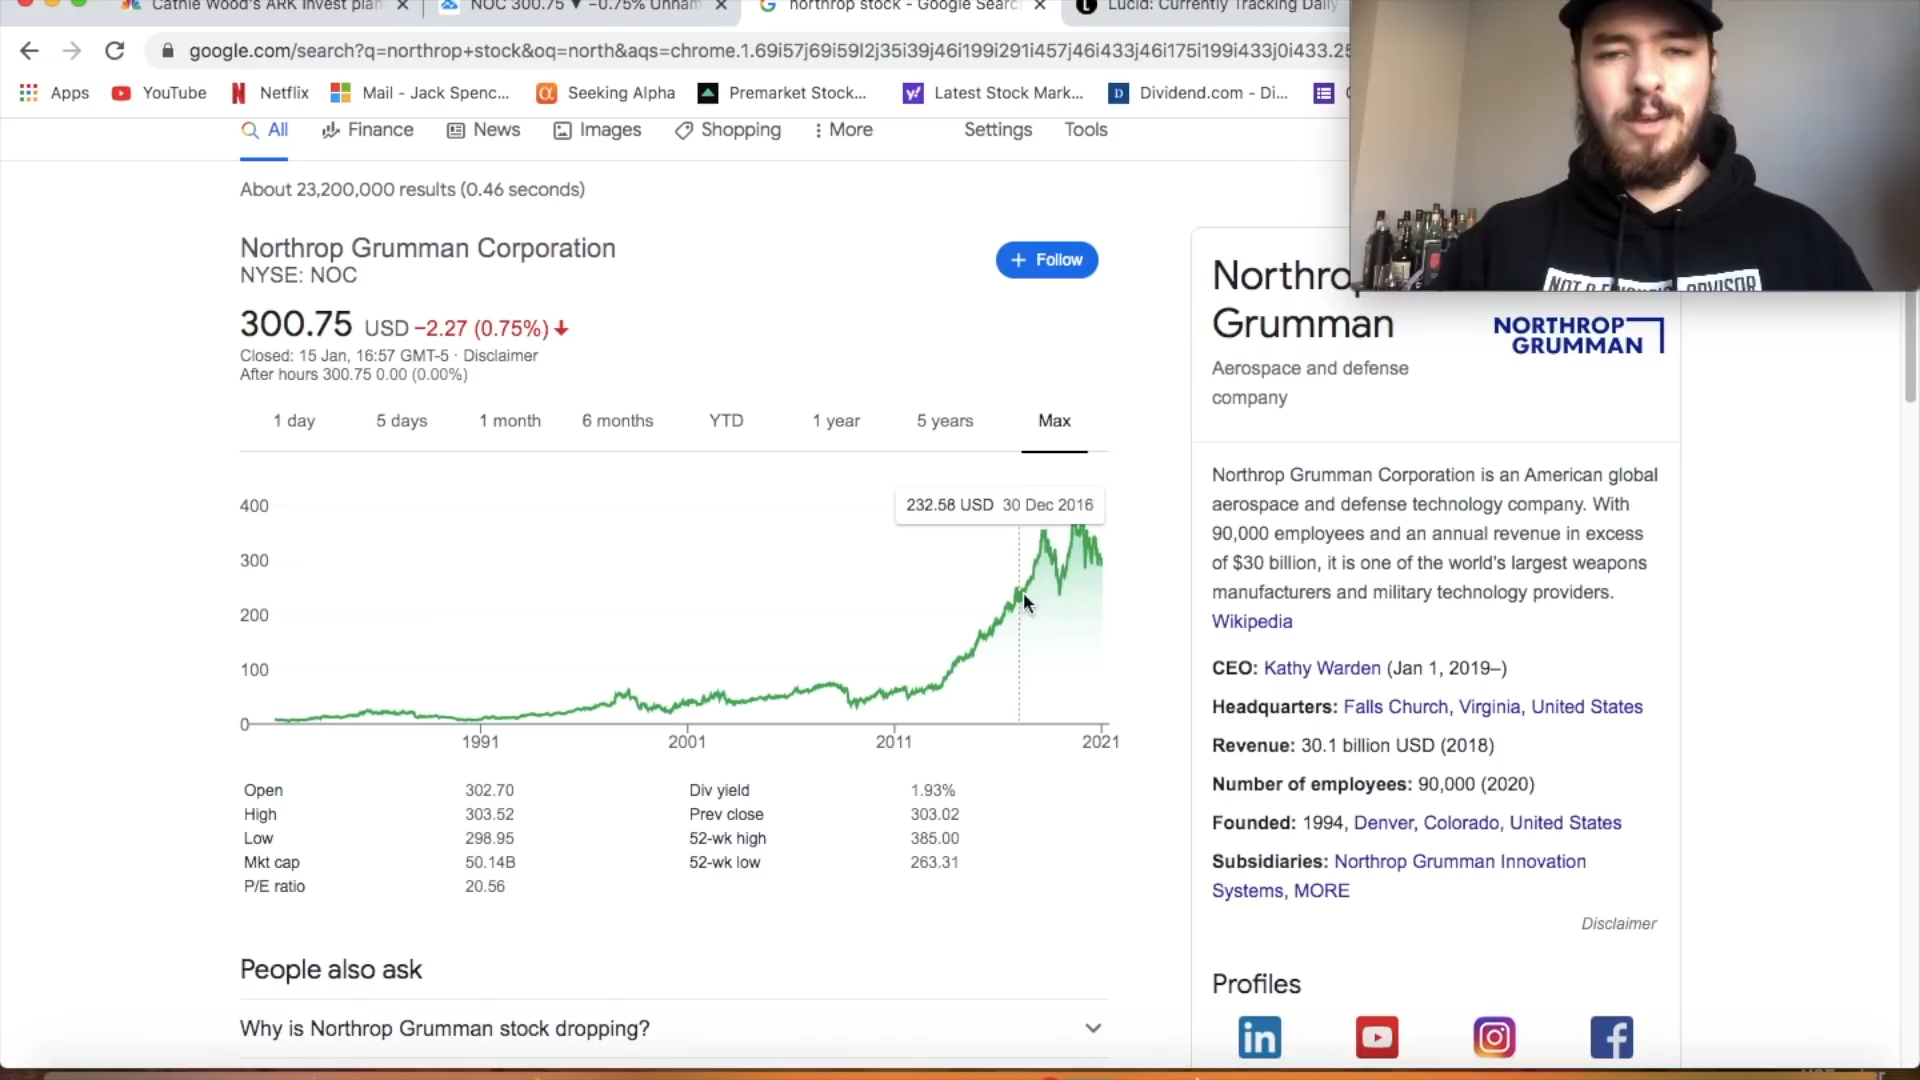 Cathie Wood's ARK Invest plan
NOC 300.75 ▼ −0.75% Unnam
northrop stock - Google Searc
Lucid: Currently Tracking Daily
google.com/search?q=northrop+stock&oq=north&aqs=chrome.1.69i57j69i59l2j35i39j46i199i291i457j46i433j46i175i199i433j0i433.25
Apps
YouTube
Netflix
Mail - Jack Spenc...
Seeking Alpha
Premarket Stock...
Latest Stock Mark...
Dividend.com - Di...
All
Finance
News
Images
Shopping
More
Settings
Tools
About 23,200,000 results (0.46 seconds)
Northrop Grumman Corporation
NYSE: NOC
+ Follow
300.75 USD −2.27 (0.75%)
Closed: 15 Jan, 16:57 GMT-5 · Disclaimer
After hours 300.75 0.00 (0.00%)
1 day
5 days
1 month
6 months
YTD
1 year
5 years
Max
232.58 USD 30 Dec 2016
400
300
200
100
0
1991
2001
2011
2021
Open 302.70
High 303.52
Low 298.95
Mkt cap 50.14B
P/E ratio 20.56
Div yield 1.93%
Prev close 303.02
52-wk high 385.00
52-wk low 263.31
People also ask
Why is Northrop Grumman stock dropping?
Northrop
Grumman
NORTHROP
GRUMMAN
Aerospace and defense
company
Northrop Grumman Corporation is an American global
aerospace and defense technology company. With
90,000 employees and an annual revenue in excess
of $30 billion, it is one of the world's largest weapons
manufacturers and military technology providers.
Wikipedia
CEO: Kathy Warden (Jan 1, 2019–)
Headquarters: Falls Church, Virginia, United States
Revenue: 30.1 billion USD (2018)
Number of employees: 90,000 (2020)
Founded: 1994, Denver, Colorado, United States
Subsidiaries: Northrop Grumman Innovation
Systems, MORE
Disclaimer
Profiles
in